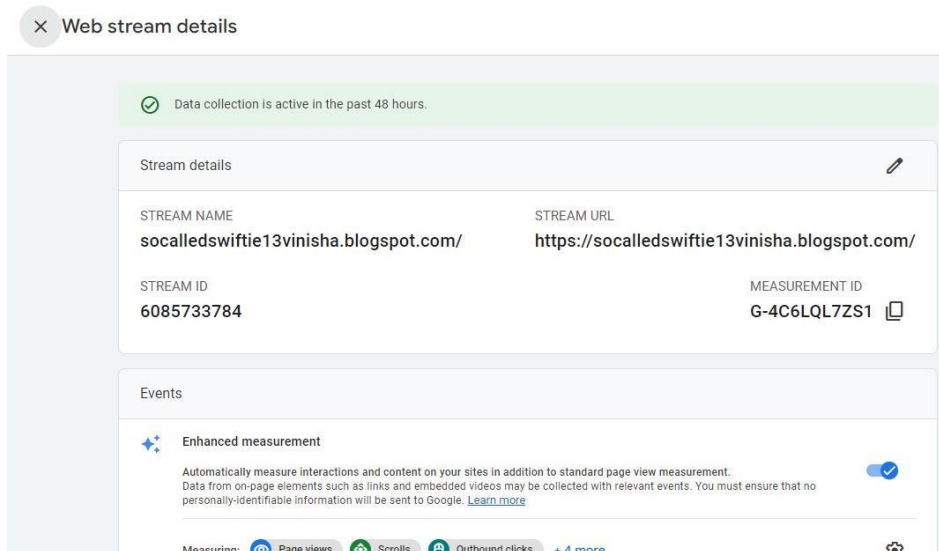 Web stream details
Data collection is active in the past 48 hours.
Stream details
STREAM NAME
STREAM URL
socalledswiftie13vinisha.blogspot.com/
https://socalledswiftie13vinisha.blogspot.com/
STREAM ID
MEASUREMENT ID
6085733784
G-4C6LQL7ZS1
Events
Enhanced measurement
Automatically measure interactions and content on your sites in addition to standard page view measurement.
Data from on-page elements such as links and embedded videos may be collected with relevant events. You must ensure that no
personally-identifiable information will be sent to Google. Learn more
Measuring: Page views Scrolls Outbound clicks + 4 more